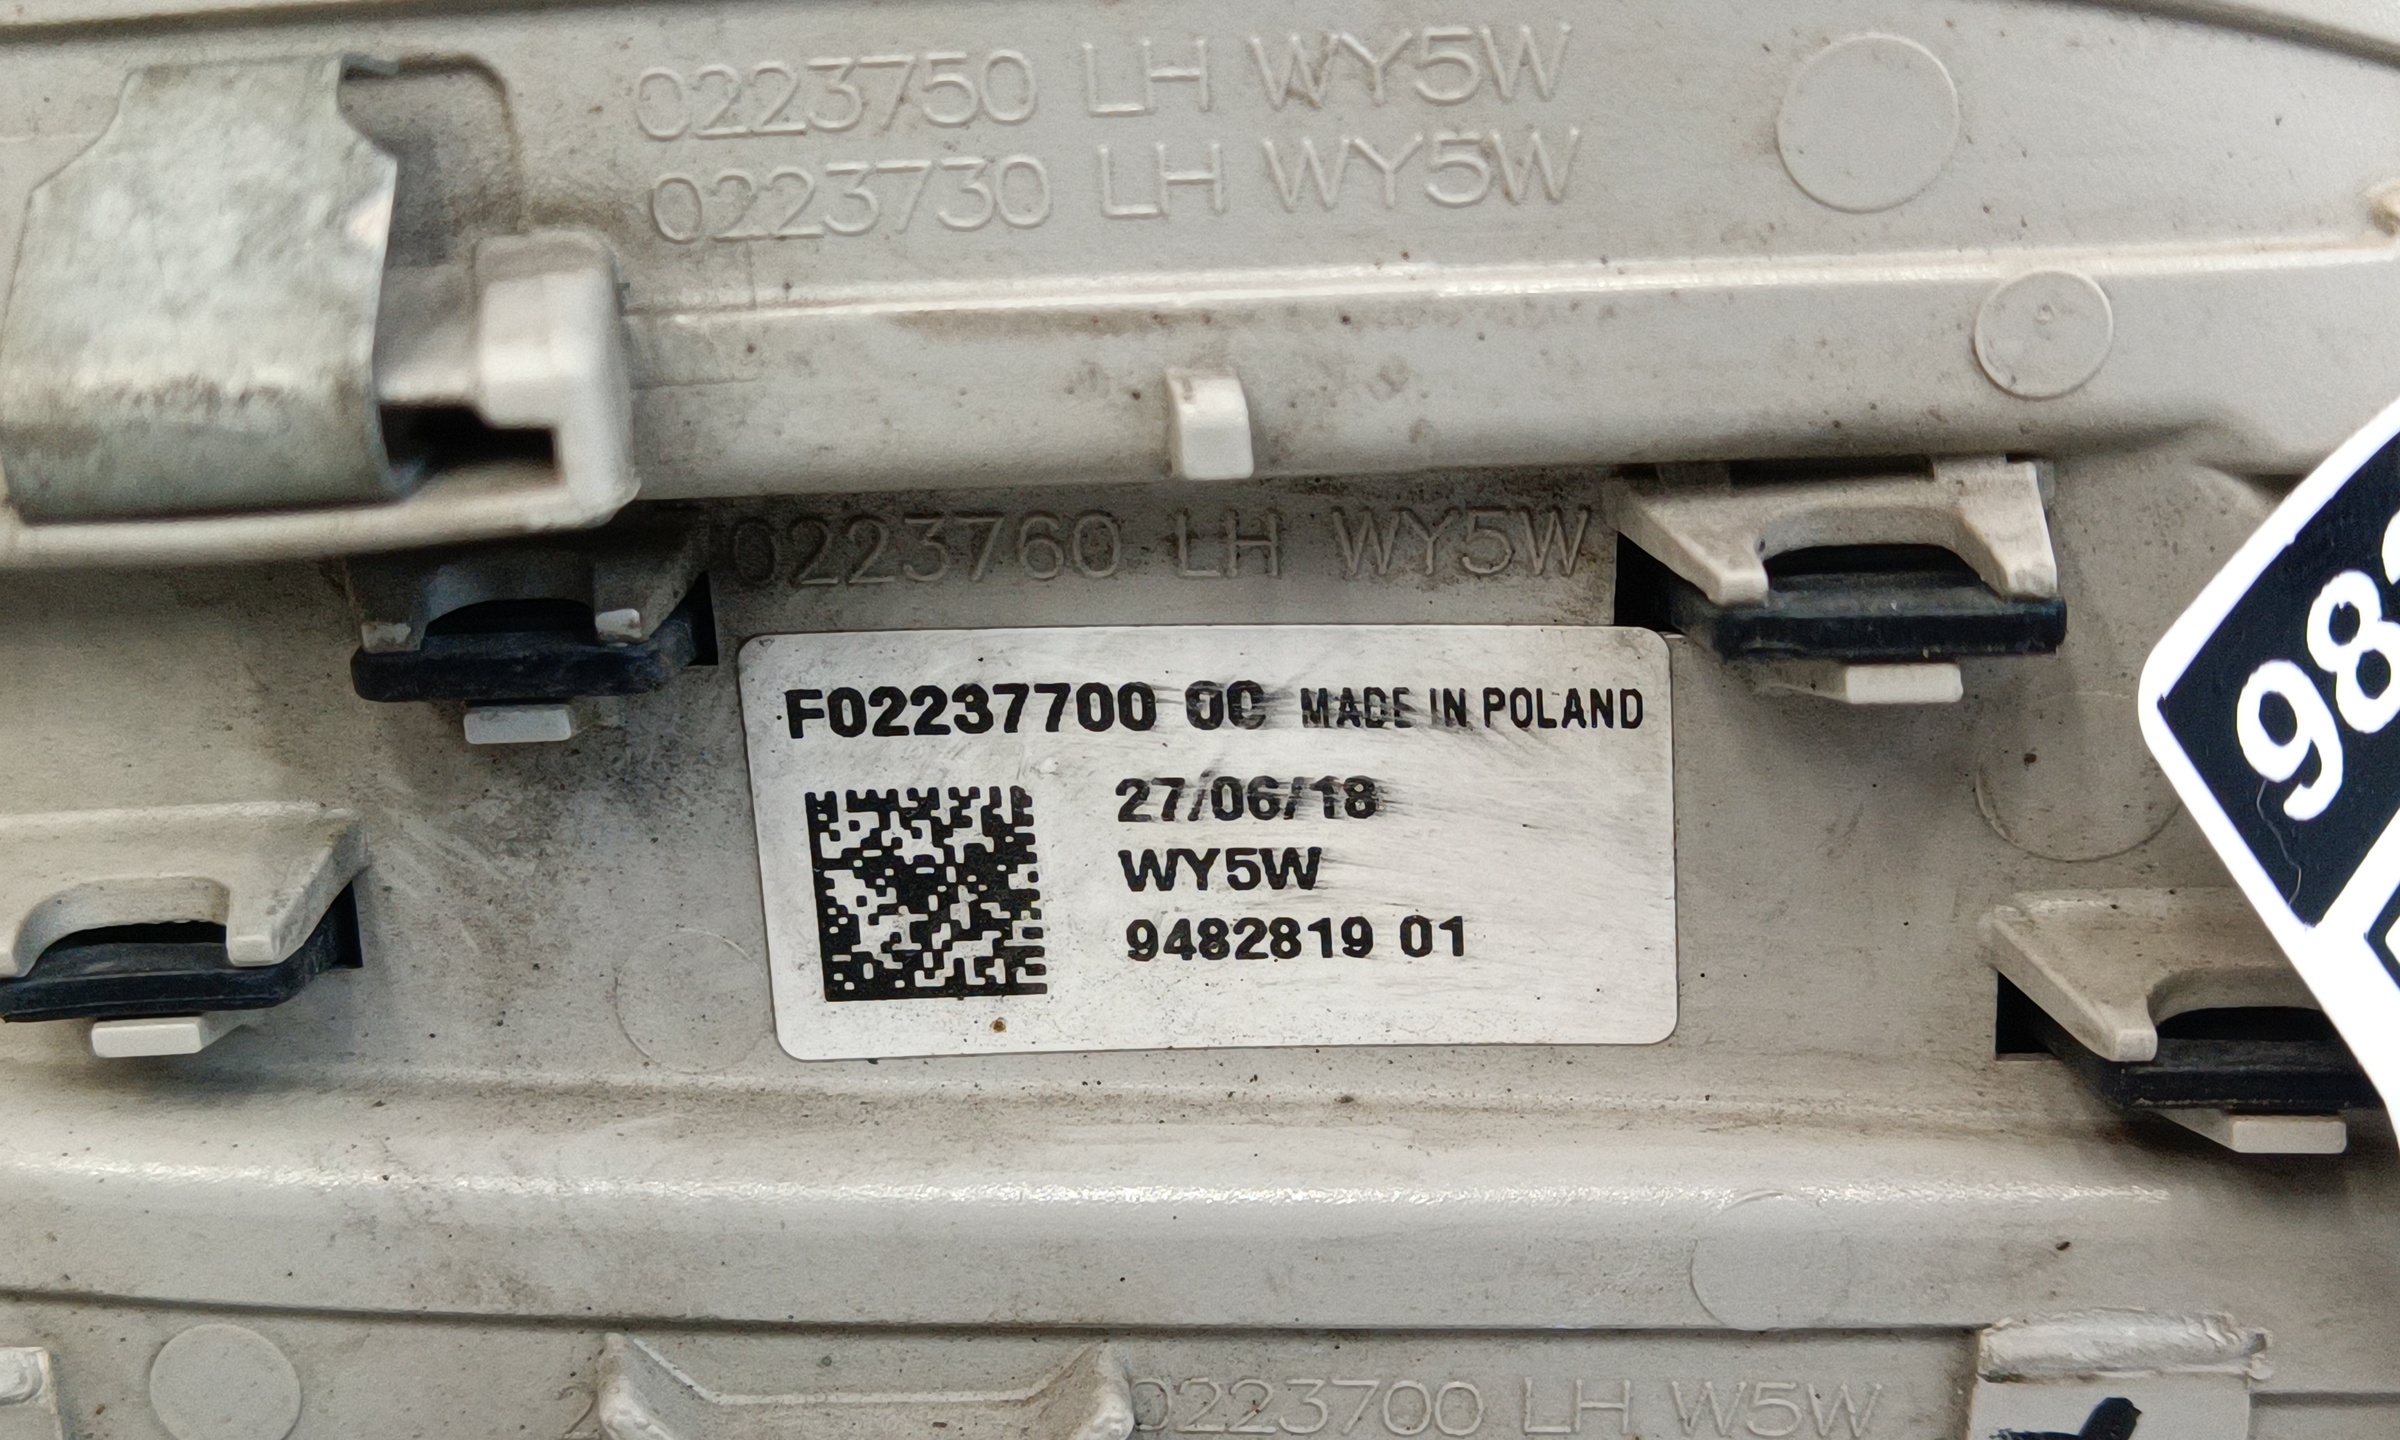 0223750 LH WY5W
0223730 LH WY5W
0223760 LH WY5W
F02237700 0C MADE IN POLAND
27/06/18
WY5W
9482819 01
98
0223700 LH W5W